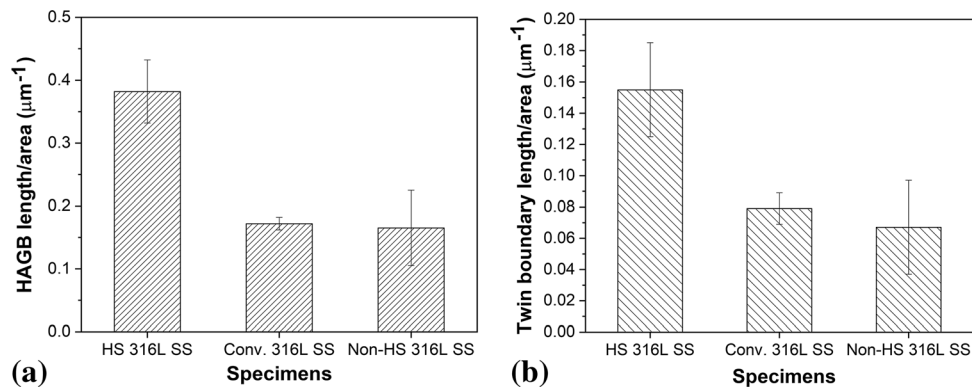 HAGB length/area (μm⁻¹)
0.5
0.4
0.3
0.2
0.1
0.0
HS 316L SS Conv. 316L SS Non-HS 316L SS
Specimens
(a)
Twin boundary length/area (μm⁻¹)
0.20
0.18
0.16
0.14
0.12
0.10
0.08
0.06
0.04
0.02
0.00
HS 316L SS Conv. 316L SS Non-HS 316L SS
Specimens
(b)